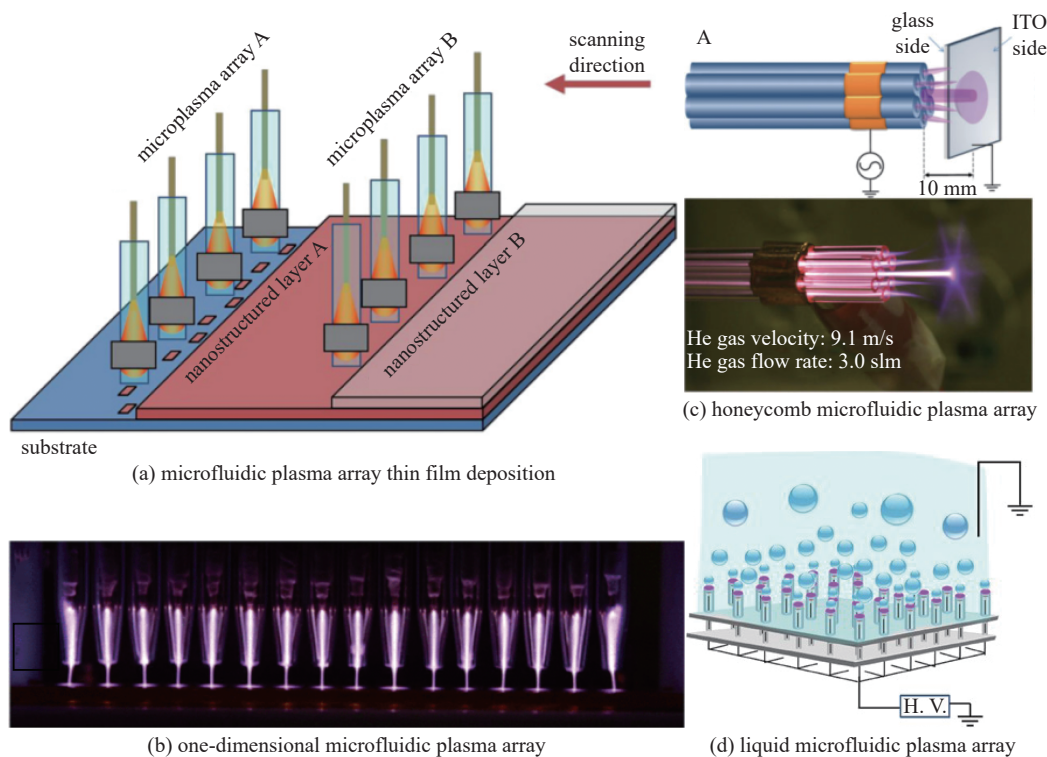 microplasma array A
microplasma array B
scanning
direction
nanostructured layer A
nanostructured layer B
substrate
(a) microfluidic plasma array thin film deposition
A
glass
side
ITO
side
10 mm
He gas velocity: 9.1 m/s
He gas flow rate: 3.0 slm
(c) honeycomb microfluidic plasma array
(b) one-dimensional microfluidic plasma array
H. V.
(d) liquid microfluidic plasma array